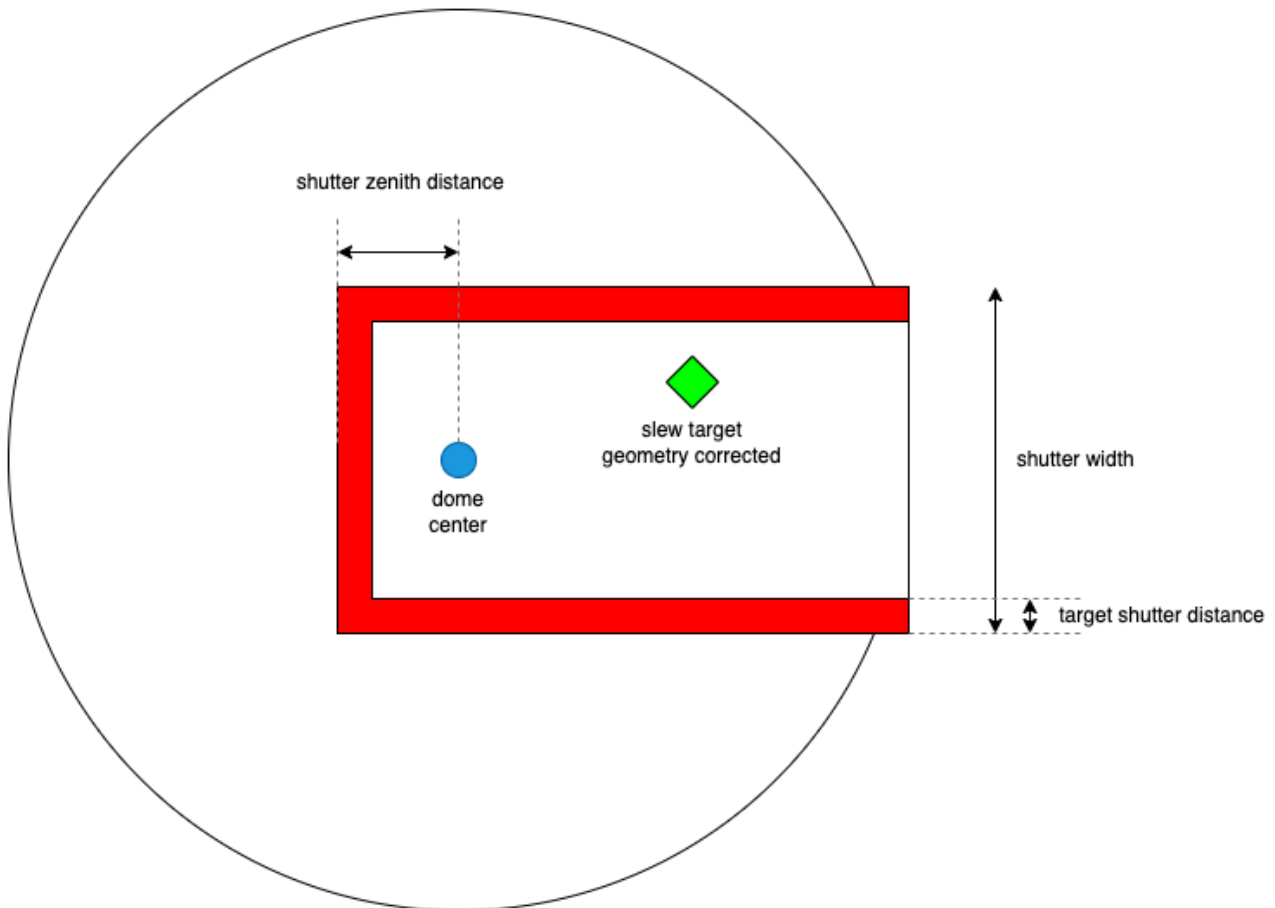 shutter zenith distance
slew target
geometry corrected
shutter width
dome
center
target shutter distance